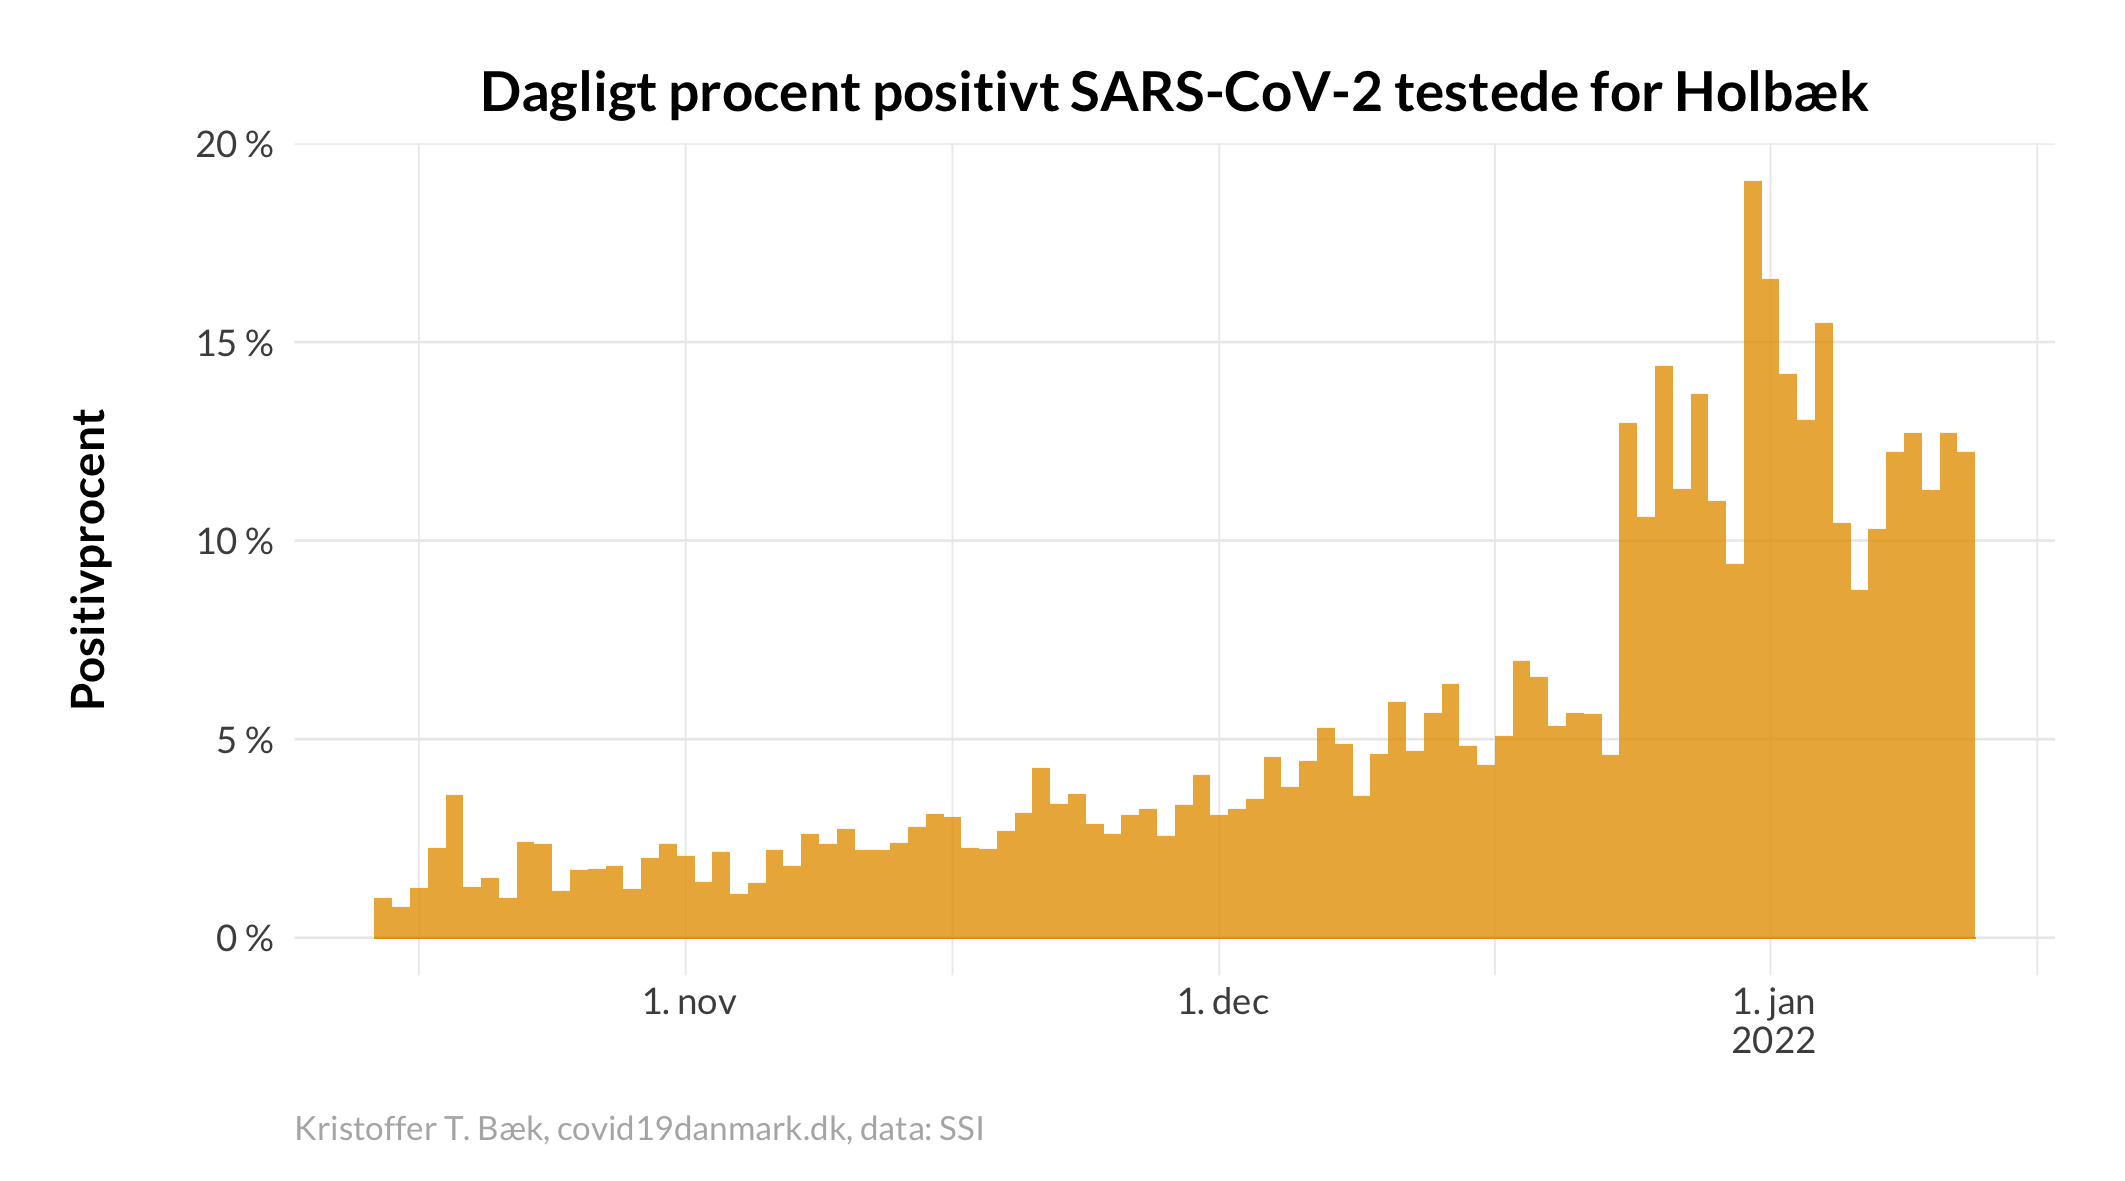 Dagligt procent positivt SARS-CoV-2 testede for Holbæk
Positivprocent
20 %
15 %
10 %
5 %
0 %
1. nov
1. dec
1. jan
2022
Kristoffer T. Bæk, covid19danmark.dk, data: SSI